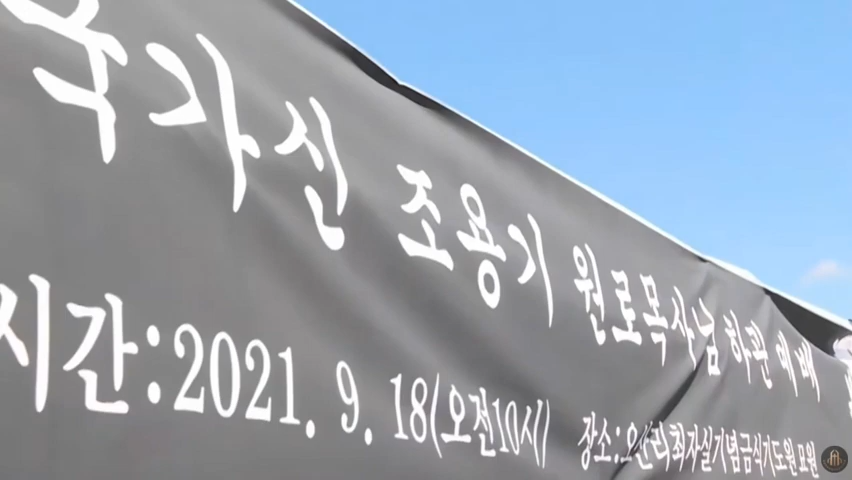 가신 조용기 원로목사님 하관예배
시간:2021. 9. 18(오전10시) 장소:오산리최자실기념금식기도원묘원